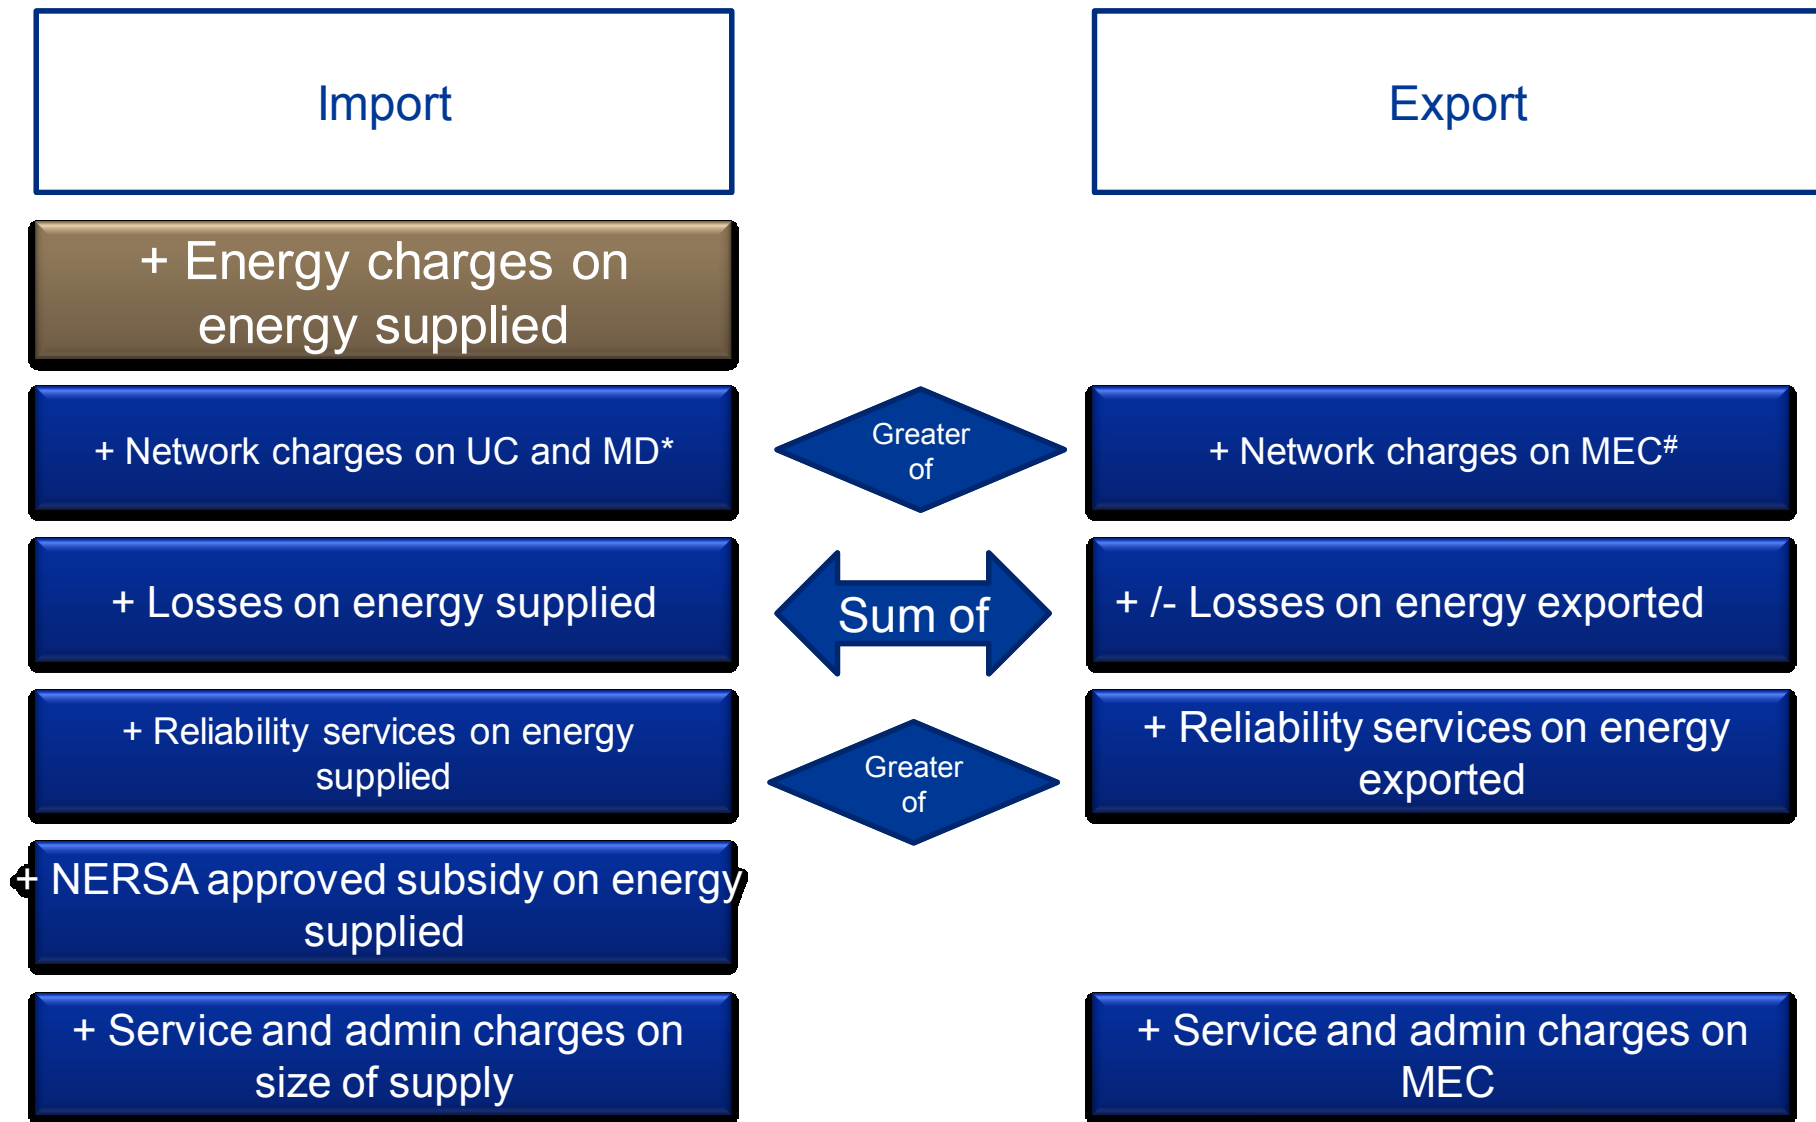 Import
Export
+ Energy charges on
energy supplied
+ Network charges on UC and MD*
Greater
of
+ Network charges on MEC#
+ Losses on energy supplied
Sum of
+ /- Losses on energy exported
+ Reliability services on energy
supplied
Greater
of
+ Reliability services on energy
exported
+ NERSA approved subsidy on energy
supplied
+ Service and admin charges on
size of supply
+ Service and admin charges on
MEC